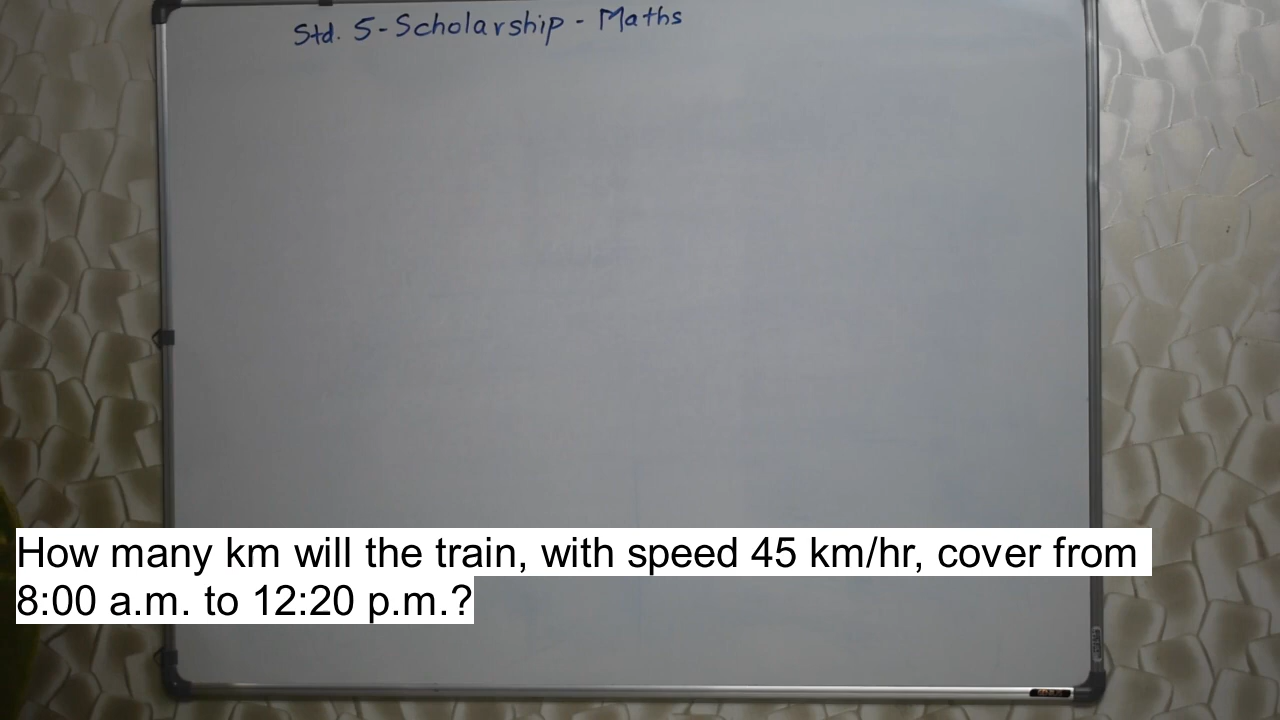 Std. 5 - Scholarship - Maths
How many km will the train, with speed 45 km/hr, cover from
8:00 a.m. to 12:20 p.m.?